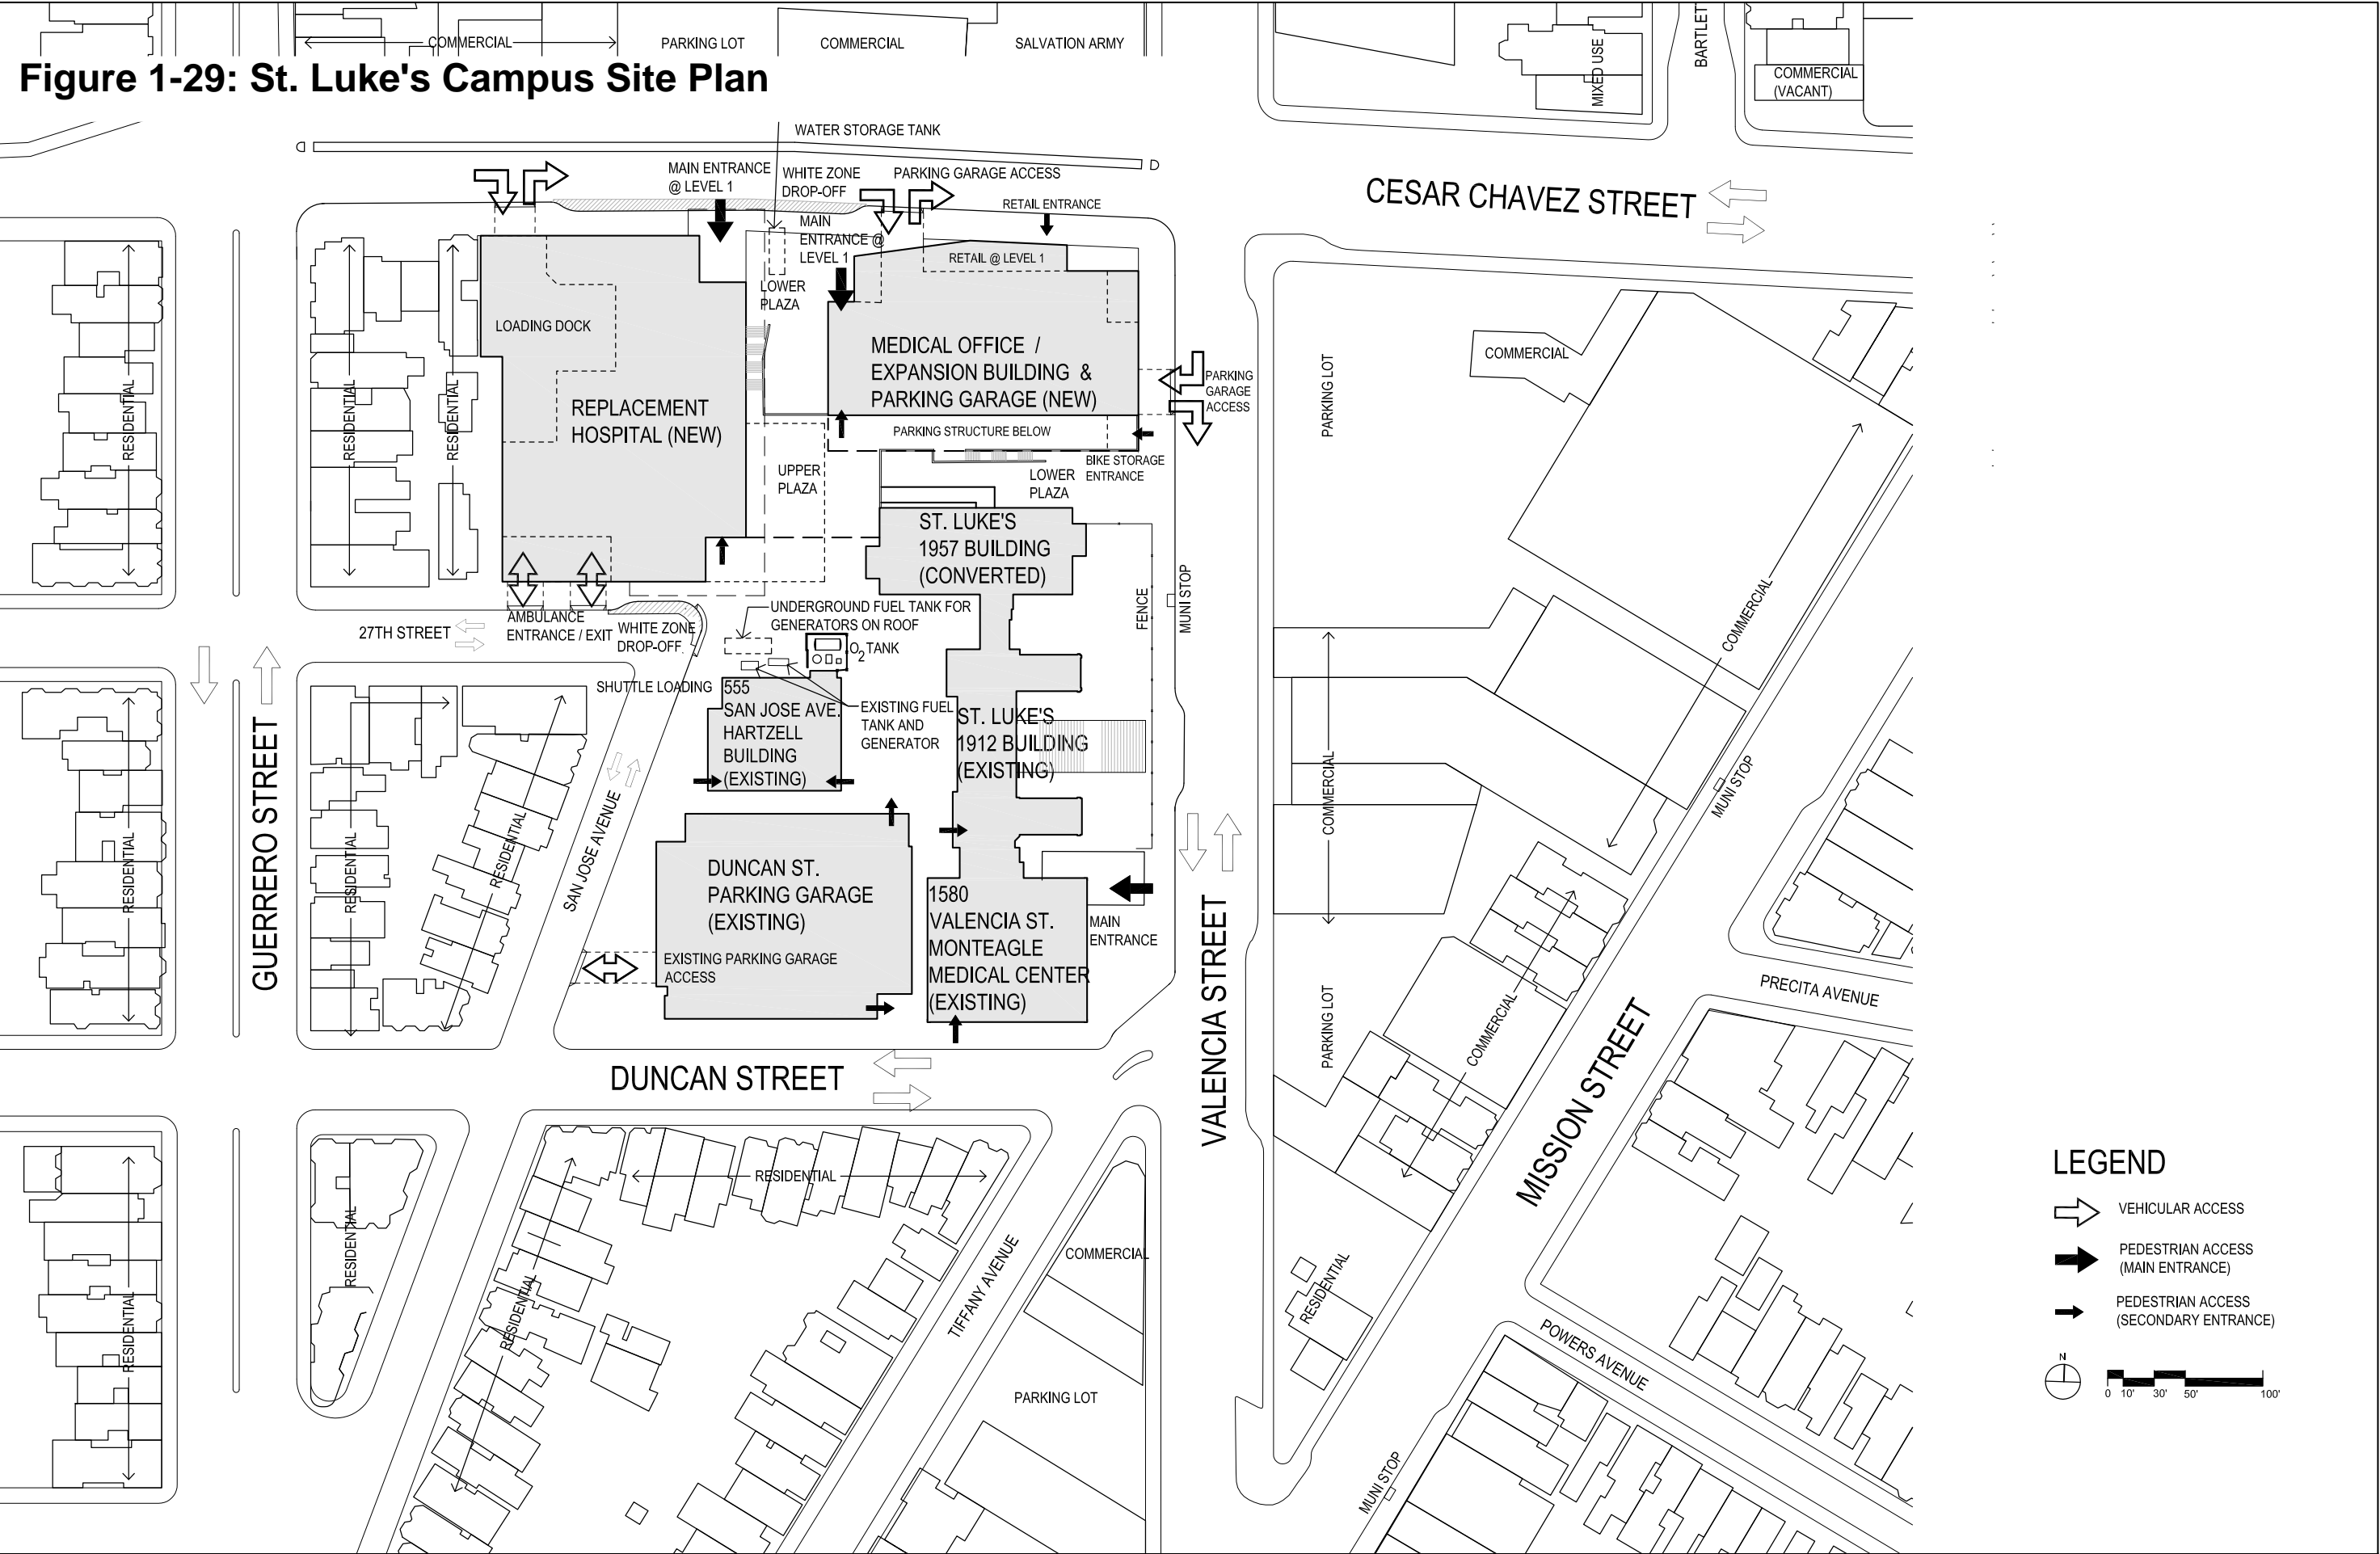 COMMERCIAL
PARKING LOT
COMMERCIAL
SALVATION ARMY
MIXED USE
BARTLET
COMMERCIAL
(VACANT)
Figure 1-29: St. Luke's Campus Site Plan
WATER STORAGE TANK
MAIN ENTRANCE
@ LEVEL 1
WHITE ZONE
DROP-OFF
PARKING GARAGE ACCESS
RETAIL ENTRANCE
CESAR CHAVEZ STREET
MAIN
ENTRANCE @
LEVEL 1
RETAIL @ LEVEL 1
LOWER
PLAZA
LOADING DOCK
MEDICAL OFFICE /
EXPANSION BUILDING &
PARKING GARAGE (NEW)
PARKING
GARAGE
ACCESS
REPLACEMENT
HOSPITAL (NEW)
PARKING STRUCTURE BELOW
BIKE STORAGE
ENTRANCE
UPPER
PLAZA
LOWER
PLAZA
RESIDENTIAL
RESIDENTIAL
RESIDENTIAL
PARKING LOT
COMMERCIAL
COMMERCIAL
ST. LUKE'S
1957 BUILDING
(CONVERTED)
FENCE
MUNI STOP
27TH STREET
AMBULANCE
ENTRANCE / EXIT
WHITE ZONE
DROP-OFF
UNDERGROUND FUEL TANK FOR
GENERATORS ON ROOF
O2 TANK
SHUTTLE LOADING
555
SAN JOSE AVE.
HARTZELL
BUILDING
(EXISTING)
EXISTING FUEL
TANK AND
GENERATOR
ST. LUKE'S
1912 BUILDING
(EXISTING)
GUERRERO STREET
SAN JOSE AVENUE
RESIDENTIAL
RESIDENTIAL
RESIDENTIAL
COMMERCIAL
MUNI STOP
DUNCAN ST.
PARKING GARAGE
(EXISTING)
EXISTING PARKING GARAGE
ACCESS
1580
VALENCIA ST.
MONTEAGLE
MEDICAL CENTER
(EXISTING)
MAIN
ENTRANCE
VALENCIA STREET
PARKING LOT
COMMERCIAL
MISSION STREET
PRECITA AVENUE
DUNCAN STREET
RESIDENTIAL
RESIDENTIAL
RESIDENTIAL
RESIDENTIAL
TIFFANY AVENUE
COMMERCIAL
PARKING LOT
RESIDENTIAL
POWERS AVENUE
MUNI STOP
LEGEND
VEHICULAR ACCESS
PEDESTRIAN ACCESS
(MAIN ENTRANCE)
PEDESTRIAN ACCESS
(SECONDARY ENTRANCE)
N
0 10' 30' 50' 100'